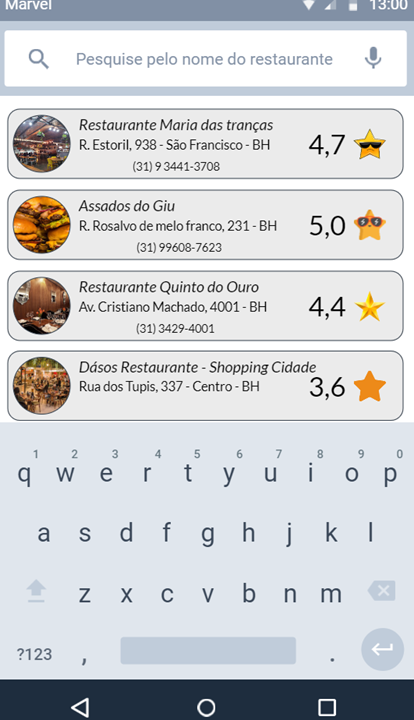 Marvel
13:00
Pesquise pelo nome do restaurante
Restaurante Maria das tranças
R. Estoril, 938 - São Francisco - BH
(31) 9 3441-3708
4,7
Assados do Giu
R. Rosalvo de melo franco, 231 - BH
(31) 99608-7623
5,0
Restaurante Quinto do Ouro
Av. Cristiano Machado, 4001 - BH
(31) 3429-4001
4,4
Dásos Restaurante - Shopping Cidade
Rua dos Tupis, 337 - Centro - BH
3,6
1 2 3 4 5 6 7 8 9 0
q w e r t y u i o p
a s d f g h j k l
z x c v b n m
?123 , .